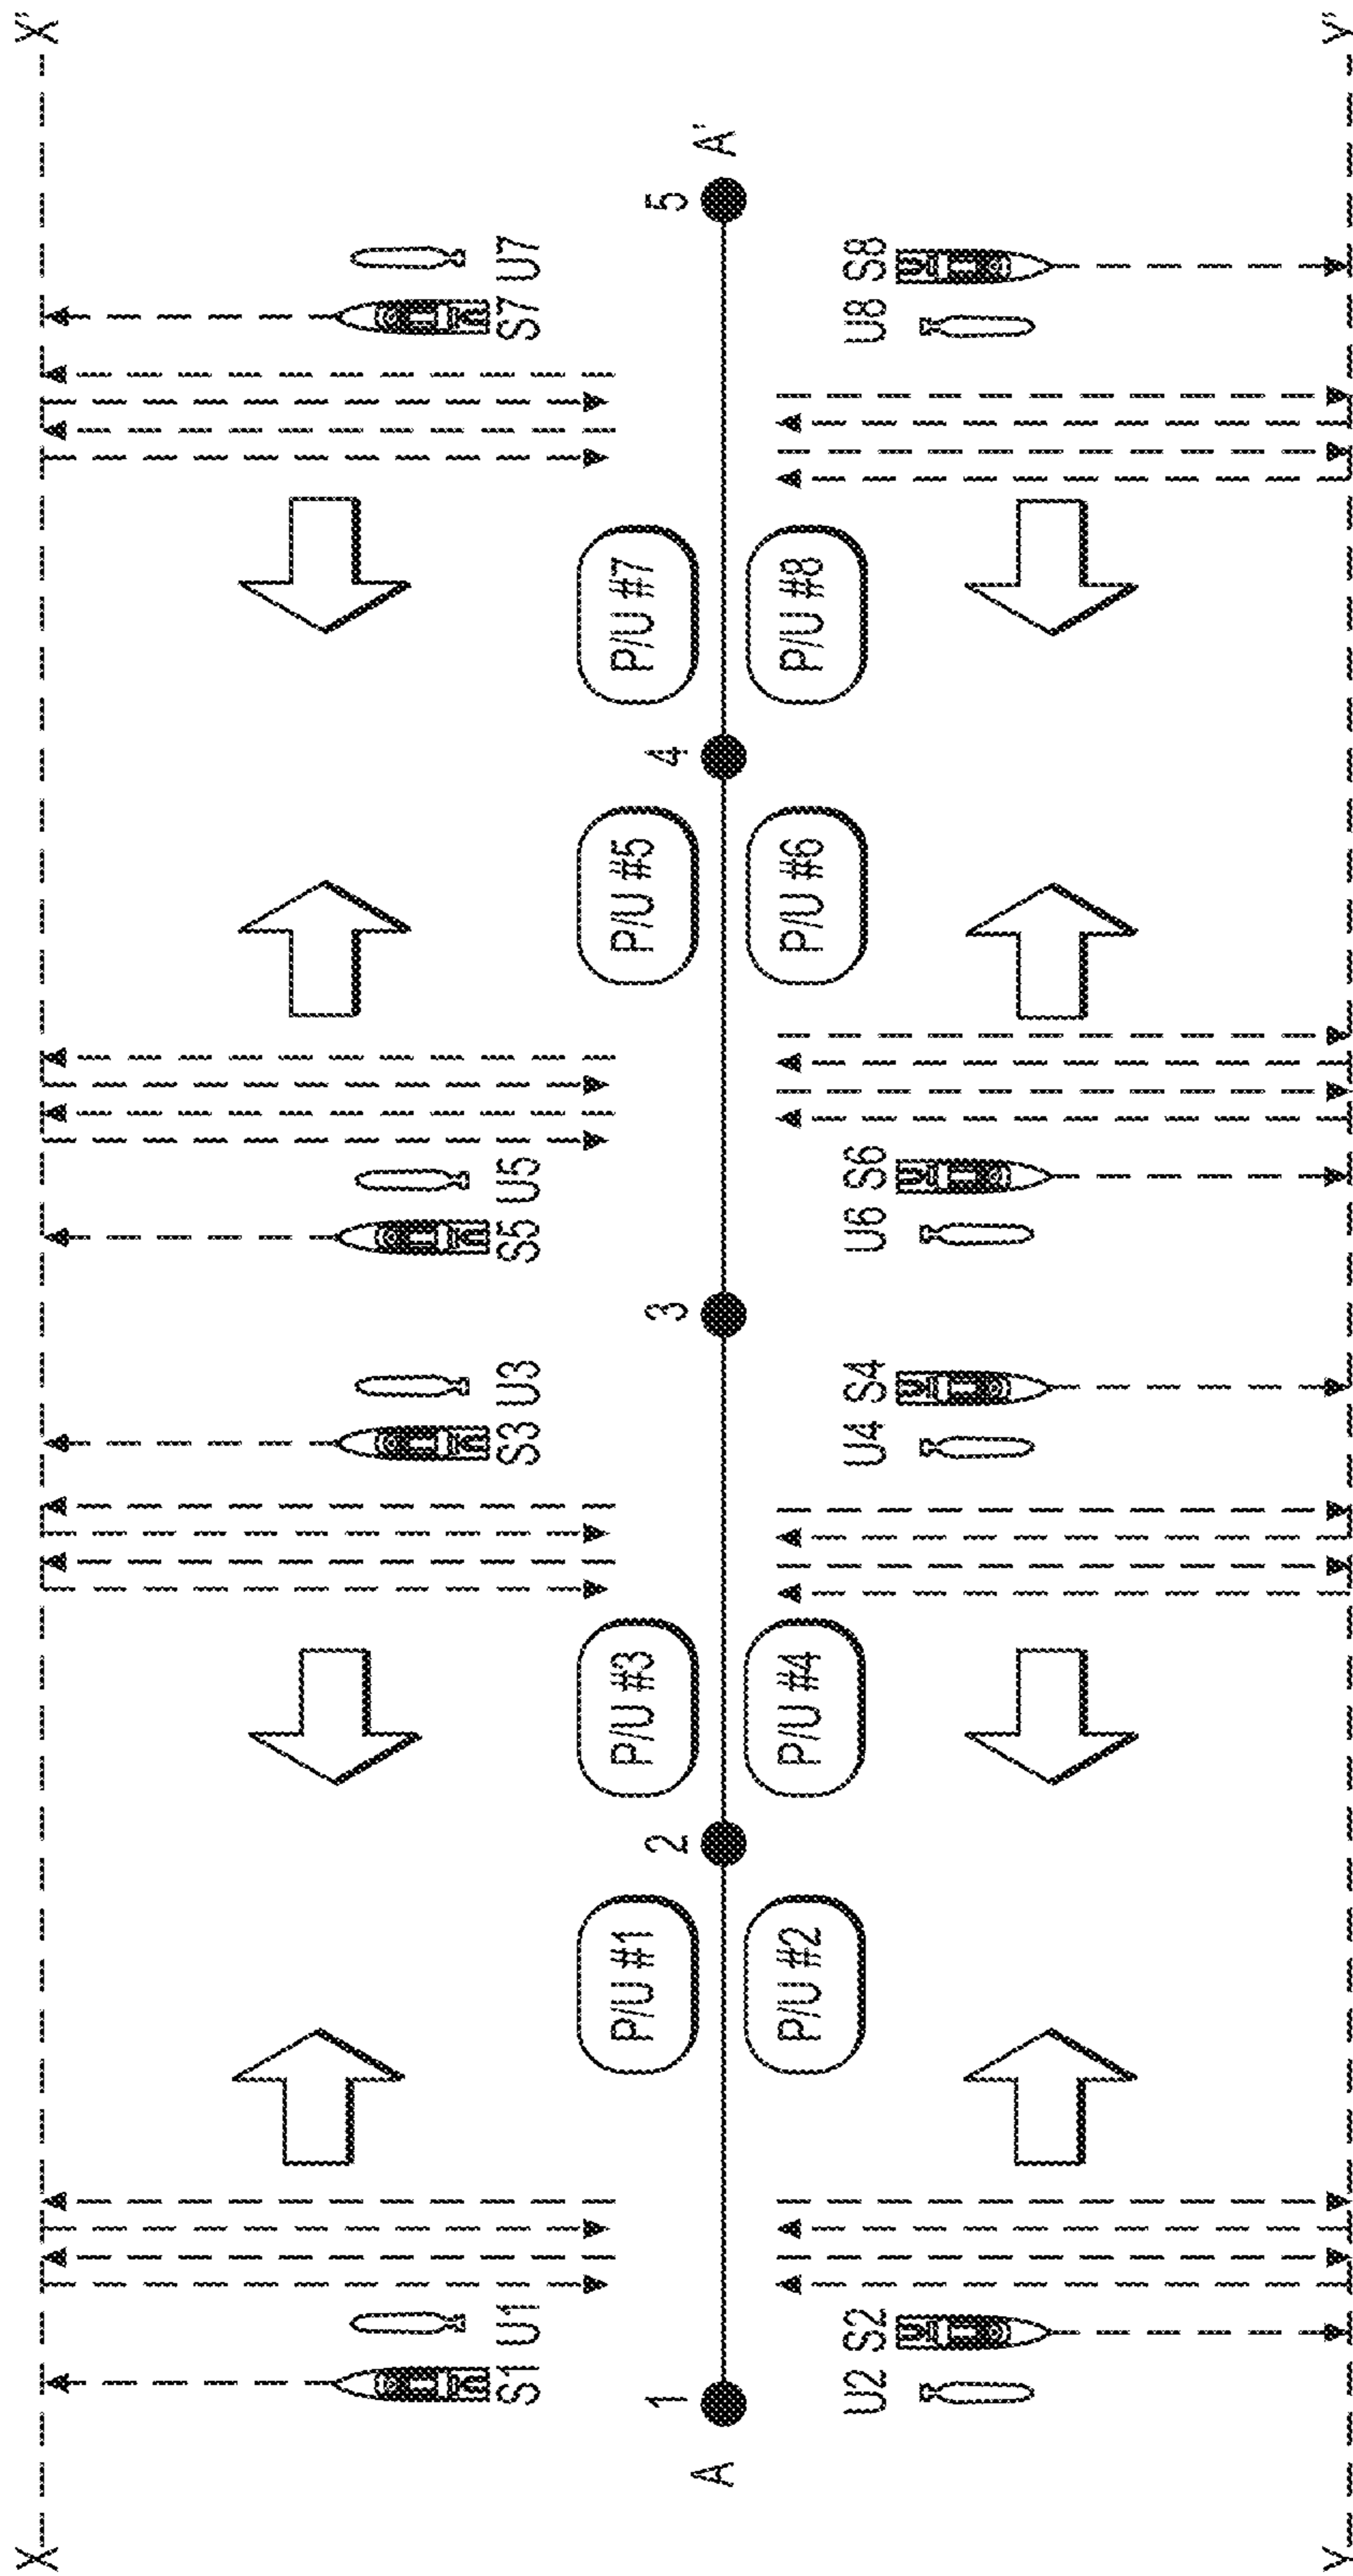 X X'
S1 U1 S3 U3 S5 U5 S7 U7
P/U #1 P/U #3 P/U #5 P/U #7
1 2 3 4 5
A A'
P/U #2 P/U #4 P/U #6 P/U #8
U2 S2 U4 S4 U6 S6 U8 S8
Y Y'